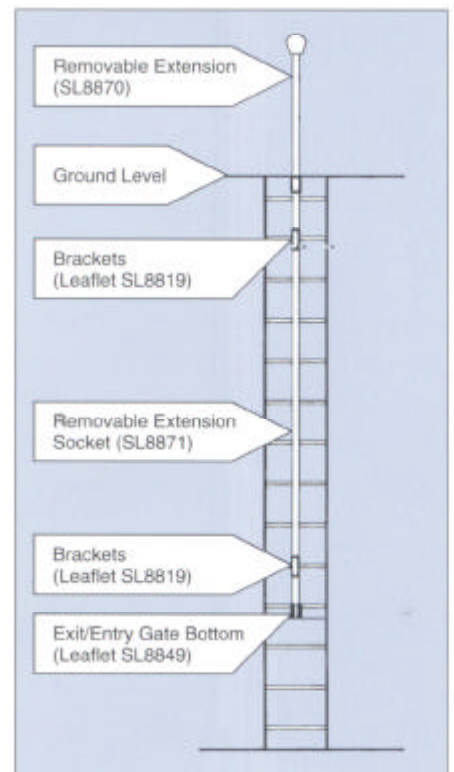 Removable Extension
(SL8870)
Ground Level
Brackets
(Leaflet SL8819)
Removable Extension
Socket (SL8871)
Brackets
(Leaflet SL8819)
Exit/Entry Gate Bottom
(Leaflet SL8849)